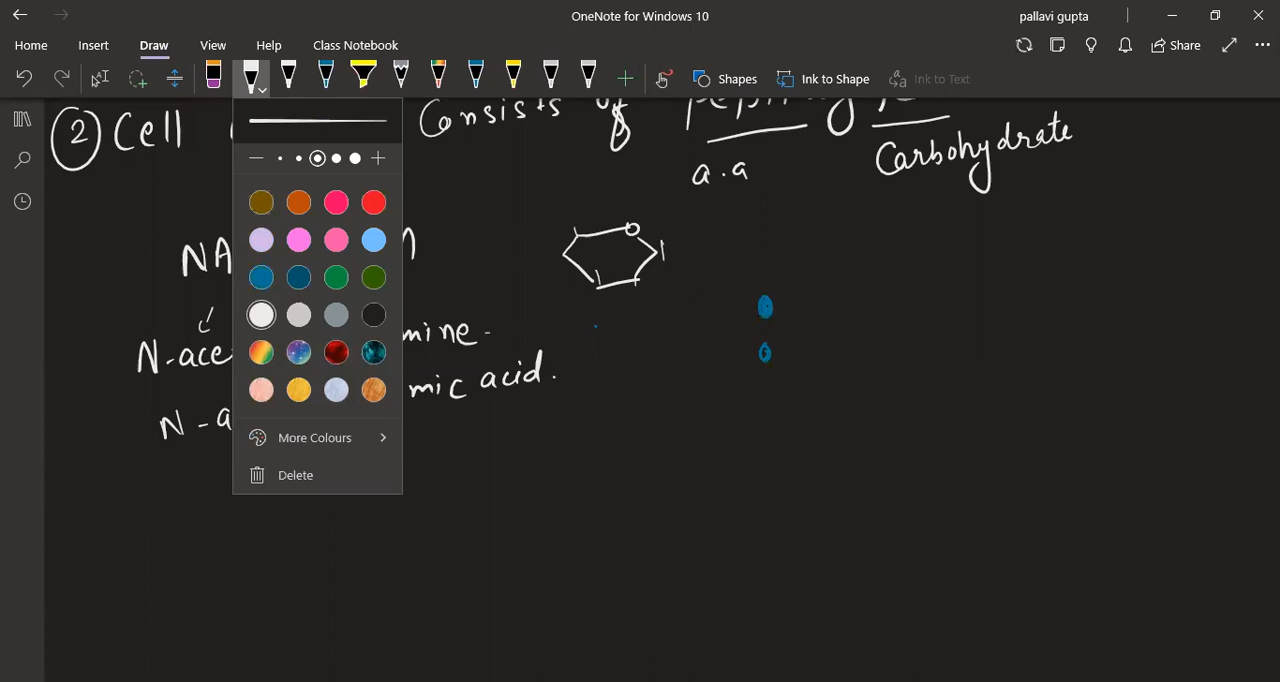 OneNote for Windows 10
pallavi gupta
Home Insert Draw View Help Class Notebook
Share
Shapes Ink to Shape Ink to Text
② Cell
Consists of
Carbohydrate
a.a
NA
N-ace
mine-
mic acid.
N-a
More Colours
Delete